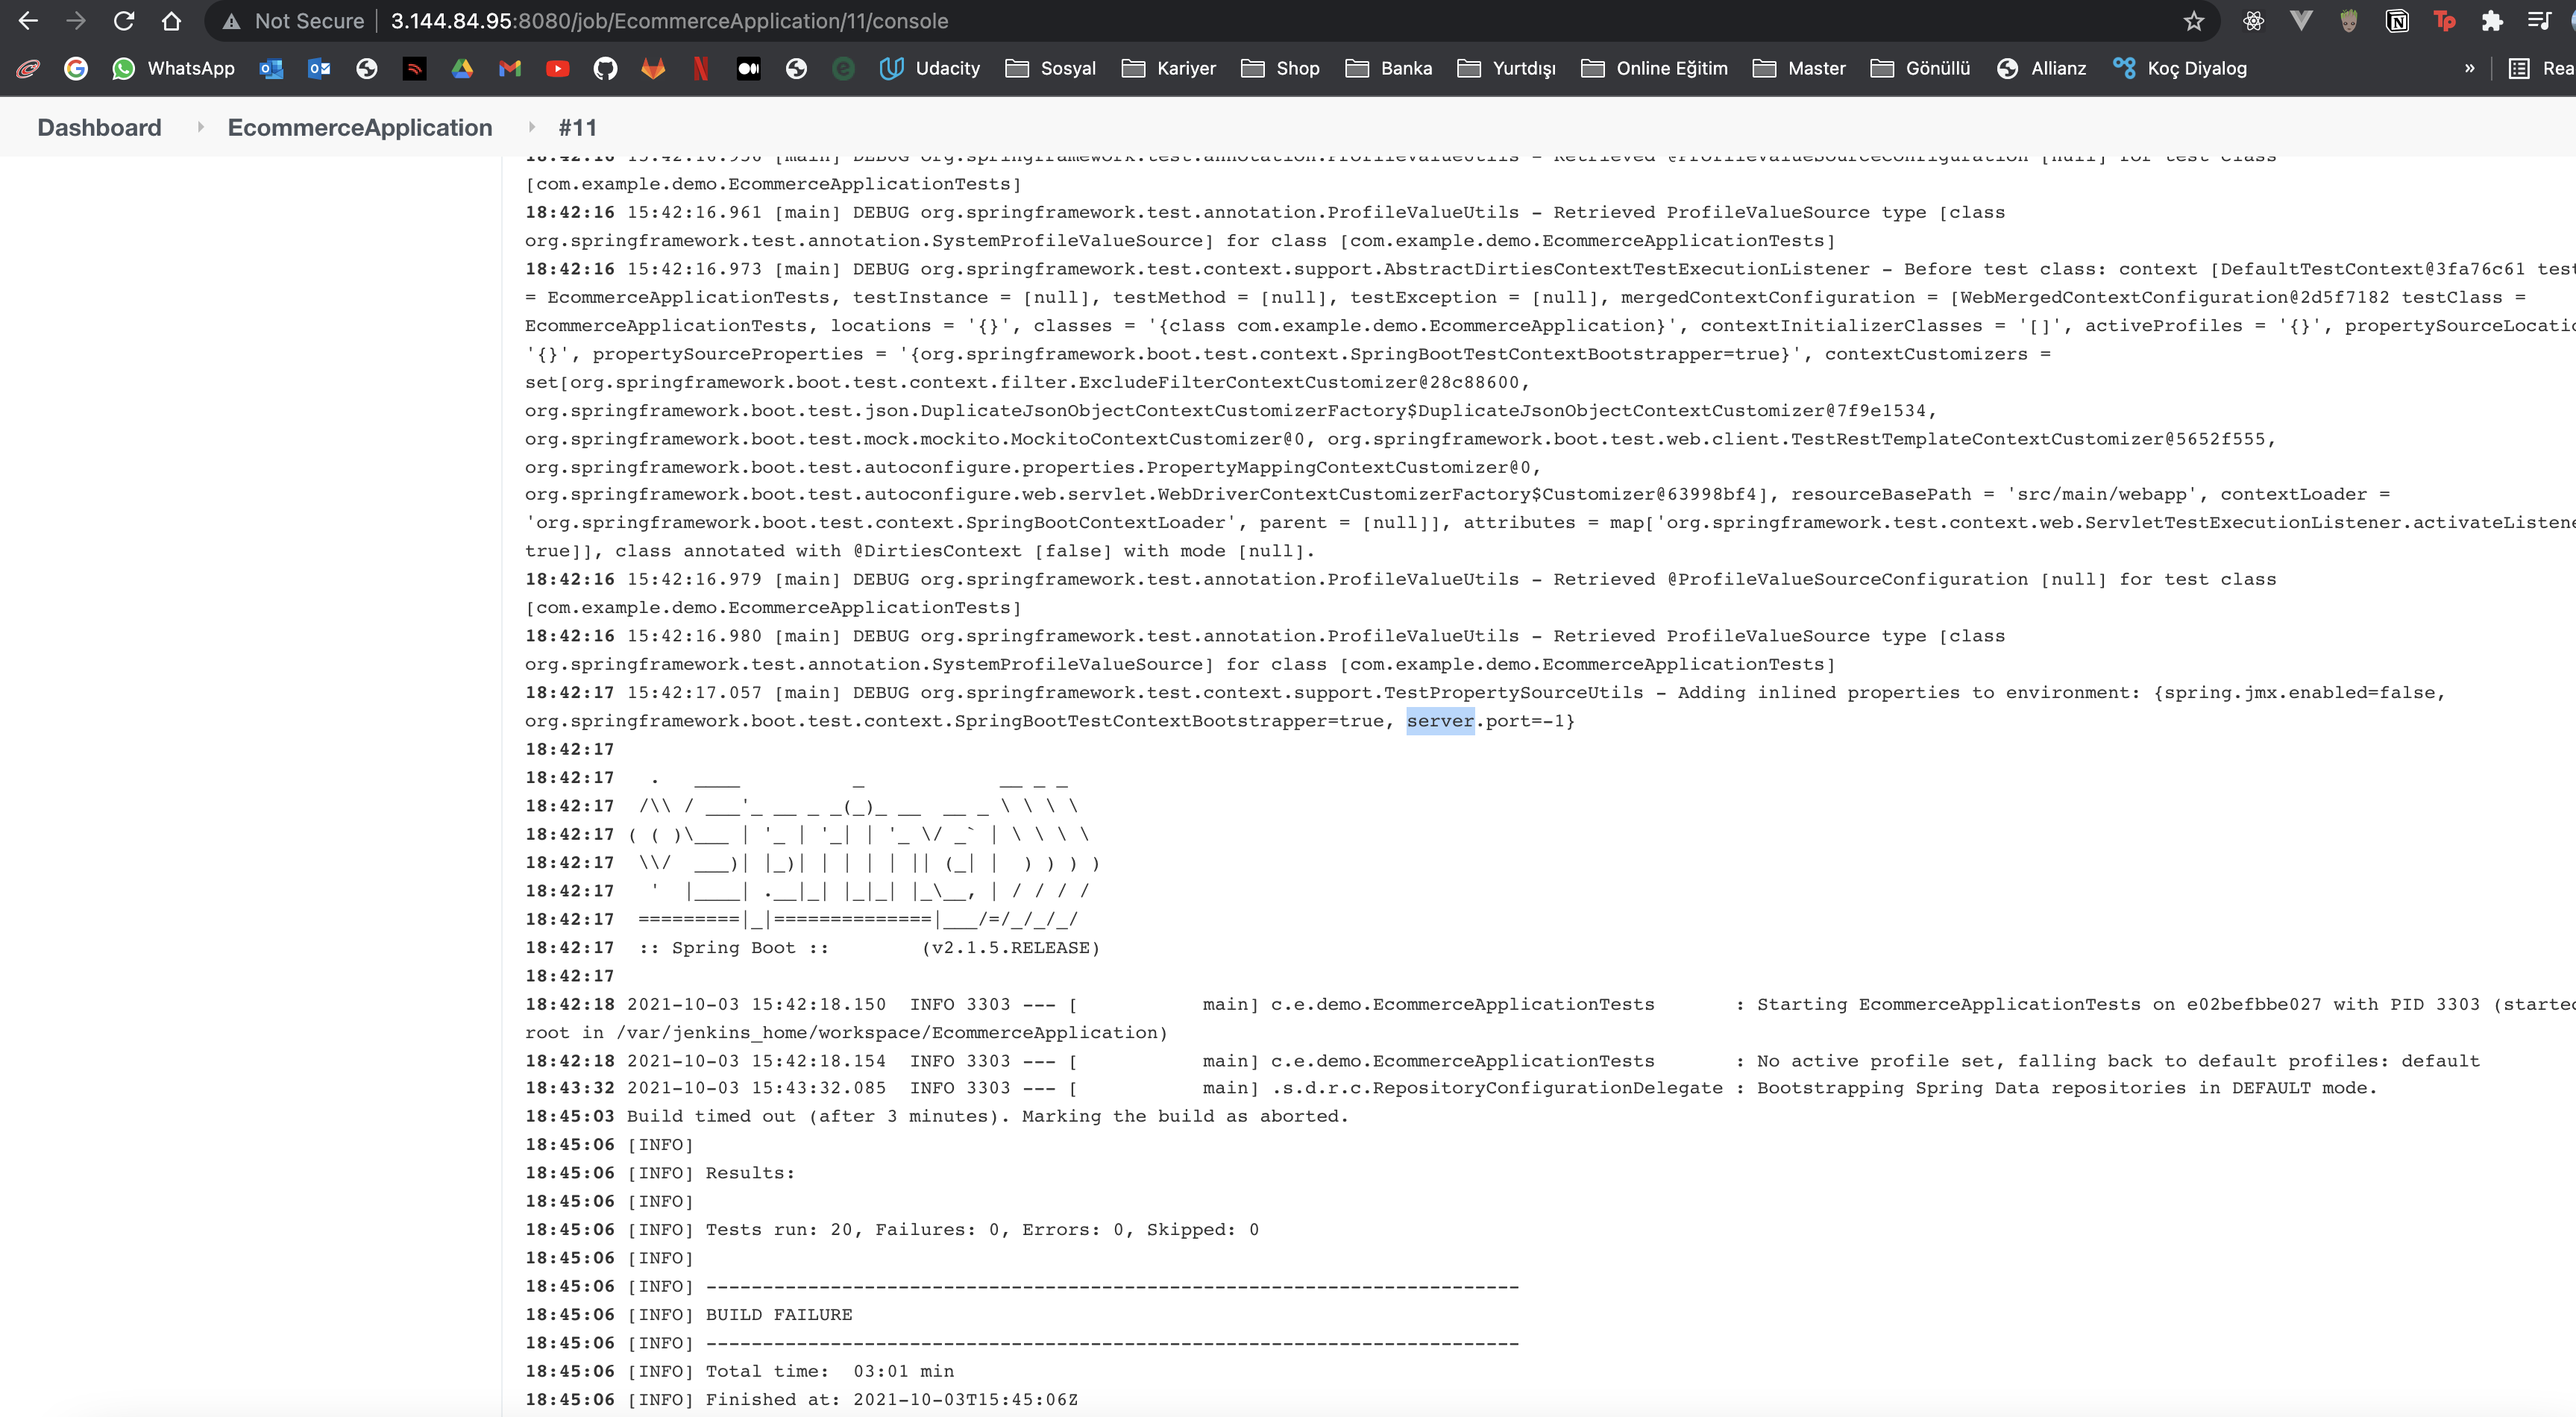 Not Secure | 3.144.84.95:8080/job/EcommerceApplication/11/console
WhatsApp Udacity Sosyal Kariyer Shop Banka Yurtdışı Online Eğitim Master Gönüllü Allianz Koç Diyalog » Rea
Dashboard EcommerceApplication #11
18:42:16 15:42:16.956 [main] DEBUG org.springframework.test.annotation.ProfileValueUtils - Retrieved @ProfileValueSourceConfiguration [null] for test class
[com.example.demo.EcommerceApplicationTests]
18:42:16 15:42:16.961 [main] DEBUG org.springframework.test.annotation.ProfileValueUtils - Retrieved ProfileValueSource type [class
org.springframework.test.annotation.SystemProfileValueSource] for class [com.example.demo.EcommerceApplicationTests]
18:42:16 15:42:16.973 [main] DEBUG org.springframework.test.context.support.AbstractDirtiesContextTestExecutionListener - Before test class: context [DefaultTestContext@3fa76c61 test
= EcommerceApplicationTests, testInstance = [null], testMethod = [null], testException = [null], mergedContextConfiguration = [WebMergedContextConfiguration@2d5f7182 testClass =
EcommerceApplicationTests, locations = '{}', classes = '{class com.example.demo.EcommerceApplication}', contextInitializerClasses = '[]', activeProfiles = '{}', propertySourceLocatio
'{}', propertySourceProperties = '{org.springframework.boot.test.context.SpringBootTestContextBootstrapper=true}', contextCustomizers =
set[org.springframework.boot.test.context.filter.ExcludeFilterContextCustomizer@28c88600,
org.springframework.boot.test.json.DuplicateJsonObjectContextCustomizerFactory$DuplicateJsonObjectContextCustomizer@7f9e1534,
org.springframework.boot.test.mock.mockito.MockitoContextCustomizer@0, org.springframework.boot.test.web.client.TestRestTemplateContextCustomizer@5652f555,
org.springframework.boot.test.autoconfigure.properties.PropertyMappingContextCustomizer@0,
org.springframework.boot.test.autoconfigure.web.servlet.WebDriverContextCustomizerFactory$Customizer@63998bf4], resourceBasePath = 'src/main/webapp', contextLoader =
'org.springframework.boot.test.context.SpringBootContextLoader', parent = [null]], attributes = map['org.springframework.test.context.web.ServletTestExecutionListener.activateListene
true]], class annotated with @DirtiesContext [false] with mode [null].
18:42:16 15:42:16.979 [main] DEBUG org.springframework.test.annotation.ProfileValueUtils - Retrieved @ProfileValueSourceConfiguration [null] for test class
[com.example.demo.EcommerceApplicationTests]
18:42:16 15:42:16.980 [main] DEBUG org.springframework.test.annotation.ProfileValueUtils - Retrieved ProfileValueSource type [class
org.springframework.test.annotation.SystemProfileValueSource] for class [com.example.demo.EcommerceApplicationTests]
18:42:17 15:42:17.057 [main] DEBUG org.springframework.test.context.support.TestPropertySourceUtils - Adding inlined properties to environment: {spring.jmx.enabled=false,
org.springframework.boot.test.context.SpringBootTestContextBootstrapper=true, server.port=-1}
18:42:17
18:42:17   .   ____          _            __ _ _
18:42:17  /\\ / ___'_ __ _ _(_)_ __  __ _ \ \ \ \
18:42:17 ( ( )\___ | '_ | '_| | '_ \/ _` | \ \ \ \
18:42:17  \\/  ___)| |_)| | | | | || (_| |  ) ) ) )
18:42:17   '  |____| .__|_| |_|_| |_\__, | / / / /
18:42:17  =========|_|==============|___/=/_/_/_/
18:42:17  :: Spring Boot ::        (v2.1.5.RELEASE)
18:42:17
18:42:18 2021-10-03 15:42:18.150  INFO 3303 --- [           main] c.e.demo.EcommerceApplicationTests       : Starting EcommerceApplicationTests on e02befbbe027 with PID 3303 (started
root in /var/jenkins_home/workspace/EcommerceApplication)
18:42:18 2021-10-03 15:42:18.154  INFO 3303 --- [           main] c.e.demo.EcommerceApplicationTests       : No active profile set, falling back to default profiles: default
18:43:32 2021-10-03 15:43:32.085  INFO 3303 --- [           main] .s.d.r.c.RepositoryConfigurationDelegate : Bootstrapping Spring Data repositories in DEFAULT mode.
18:45:03 Build timed out (after 3 minutes). Marking the build as aborted.
18:45:06 [INFO]
18:45:06 [INFO] Results:
18:45:06 [INFO]
18:45:06 [INFO] Tests run: 20, Failures: 0, Errors: 0, Skipped: 0
18:45:06 [INFO]
18:45:06 [INFO] ------------------------------------------------------------------------
18:45:06 [INFO] BUILD FAILURE
18:45:06 [INFO] ------------------------------------------------------------------------
18:45:06 [INFO] Total time:  03:01 min
18:45:06 [INFO] Finished at: 2021-10-03T15:45:06Z